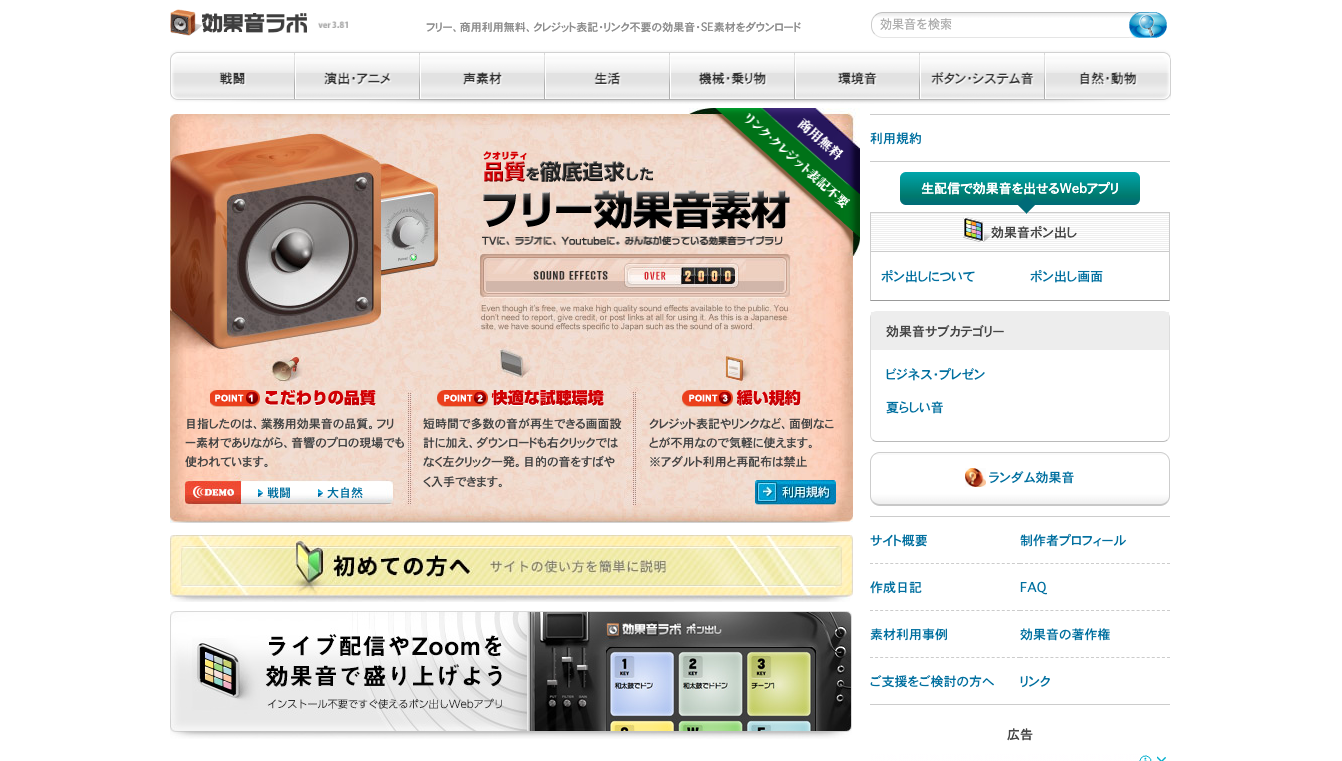 効果音ラボ ver 3.81
フリー、商用利用無料、クレジット表記・リンク不要の効果音・SE素材をダウンロード
効果音を検索
戦闘
演出・アニメ
声素材
生活
機械・乗り物
環境音
ボタン・システム音
自然・動物
商用無料
リンク・クレジット表記不要
クオリティ
品質を徹底追求した
フリー効果音素材
TVに、ラジオに、Youtubeに。みんなが使っている効果音ライブラリ
SOUND EFFECTS OVER 2000
Even though it's free, we make high quality sound effects available to the public. You
don't need to report, give credit, or post links at all for using it. As this is a Japanese
site, we have sound effects specific to Japan such as the sound of a sword.
POINT 1 こだわりの品質
目指したのは、業務用効果音の品質。フリ
ー素材でありながら、音響のプロの現場でも
使われています。
DEMO 戦闘 大自然
POINT 2 快適な試聴環境
短時間で多数の音が再生できる画面設
計に加え、ダウンロードも右クリックでは
なく左クリック一発。目的の音をすばや
く入手できます。
POINT 3 緩い規約
クレジット表記やリンクなど、面倒なこ
とが不用なので気軽に使えます。
※アダルト利用と再配布は禁止
利用規約
初めての方へ サイトの使い方を簡単に説明
ライブ配信やZoomを
効果音で盛り上げよう
インストール不要ですぐ使えるポン出しWebアプリ
効果音ラボ ポン出し
1 KEY 和太鼓でドン
2 KEY 和太鼓でドドン
3 KEY チーン1
利用規約
生配信で効果音を出せるWebアプリ
効果音ポン出し
ポン出しについて
ポン出し画面
効果音サブカテゴリー
ビジネス・プレゼン
夏らしい音
ランダム効果音
サイト概要
制作者プロフィール
作成日記
FAQ
素材利用事例
効果音の著作権
ご支援をご検討の方へ
リンク
広告